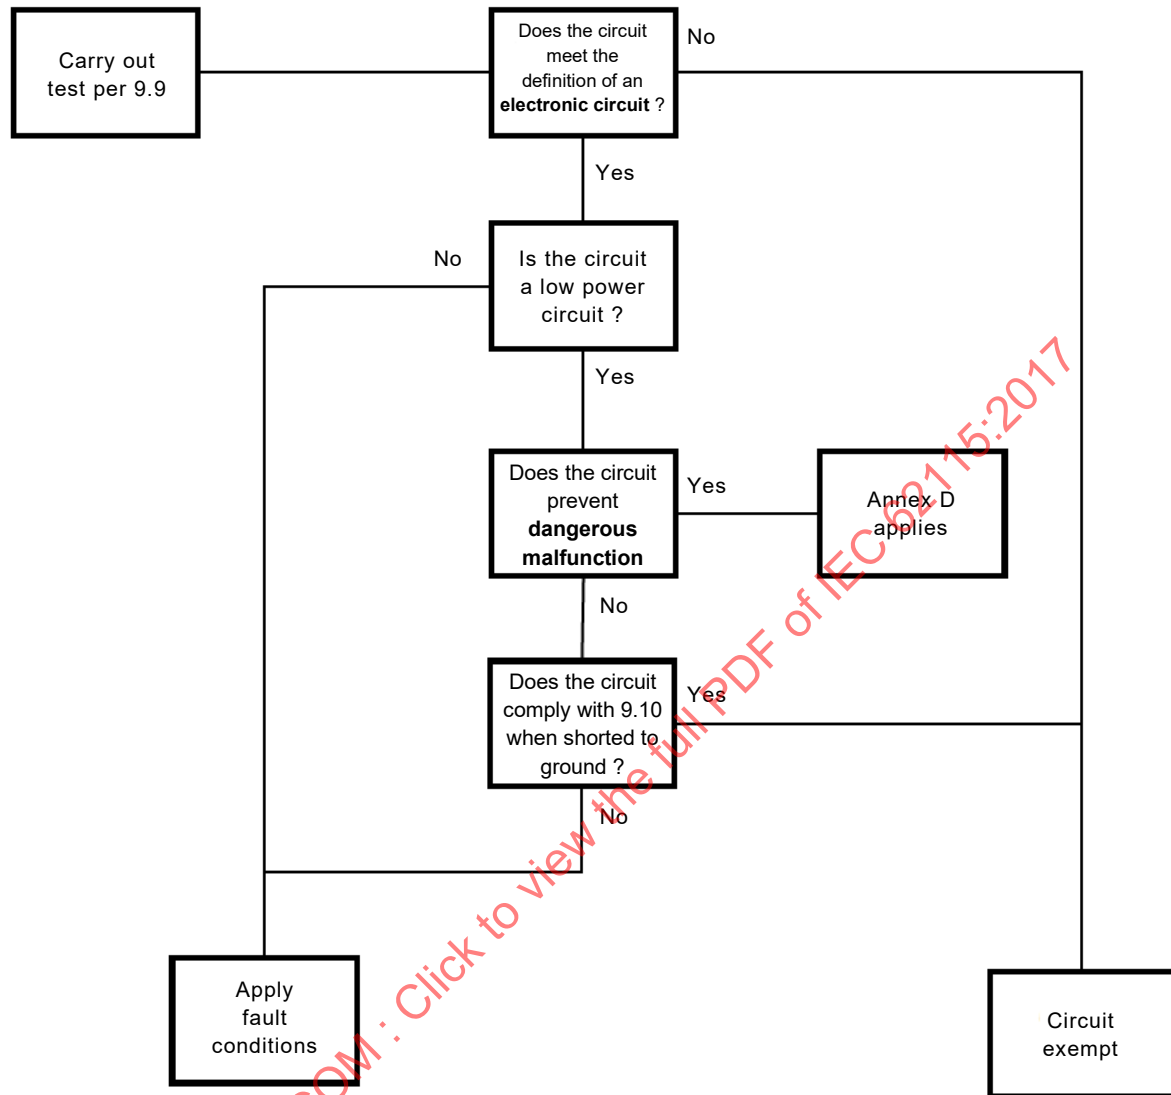 Carry out
test per 9.9
Does the circuit
meet the
definition of an
electronic circuit ?
No
Yes
No
Is the circuit
a low power
circuit ?
Yes
Does the circuit
prevent
dangerous
malfunction
Yes
Annex D
applies
No
Does the circuit
comply with 9.10
when shorted to
ground ?
Yes
No
Apply
fault
conditions
Circuit
exempt
OM : Click to view the full PDF of IEC 62115:2017